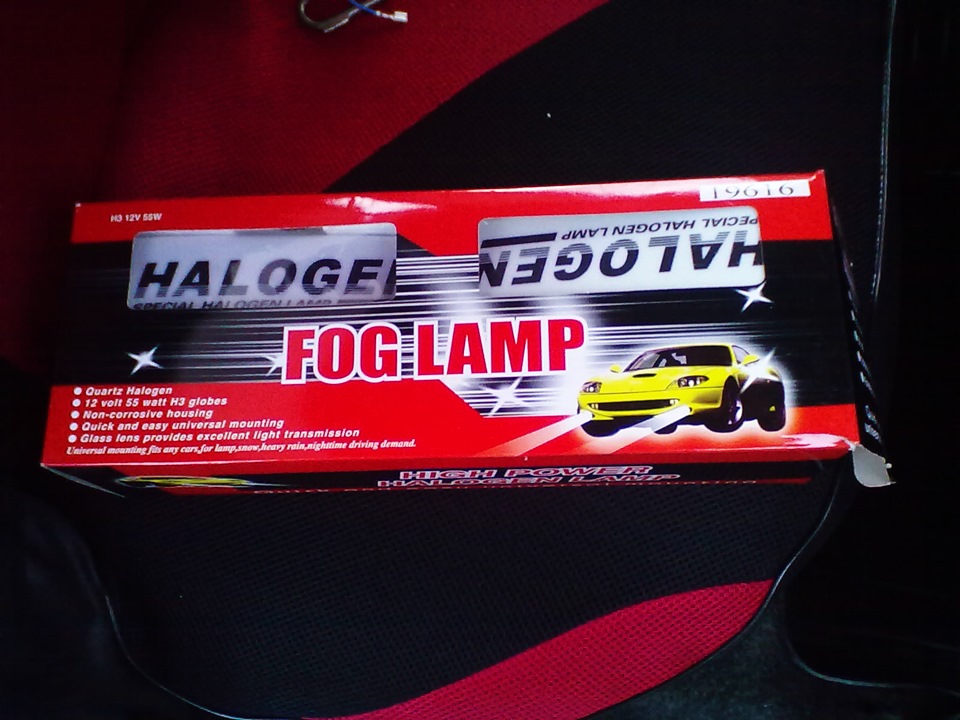 19616
H3 12V 55W
HALOGEN
SPECIAL HALOGEN LAMP
HALOGEN
SPECIAL HALOGEN LAMP
FOG LAMP
Quartz Halogen
12 volt 55 watt H3 globes
Non-corrosive housing
Quick and easy universal mounting
Glass lens provides excellent light transmission
Universal mounting fits any cars,for lamp,snow,heavy rain,nighttime driving demand.
HIGH POWER
HALOGEN LAMP